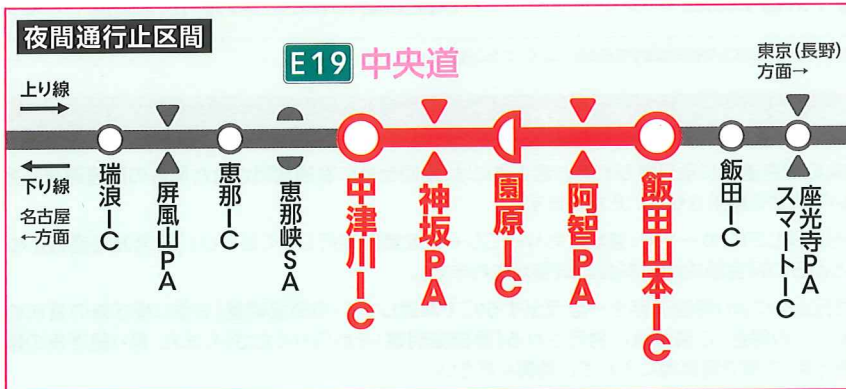 夜間通行止区間
E19 中央道
東京(長野)
方面→
上り線
下り線
名古屋
←方面
瑞浪IC
屏風山PA
恵那IC
恵那峡SA
中津川IC
神坂PA
園原IC
阿智PA
飯田山本IC
飯田IC
座光寺PA
スマートIC